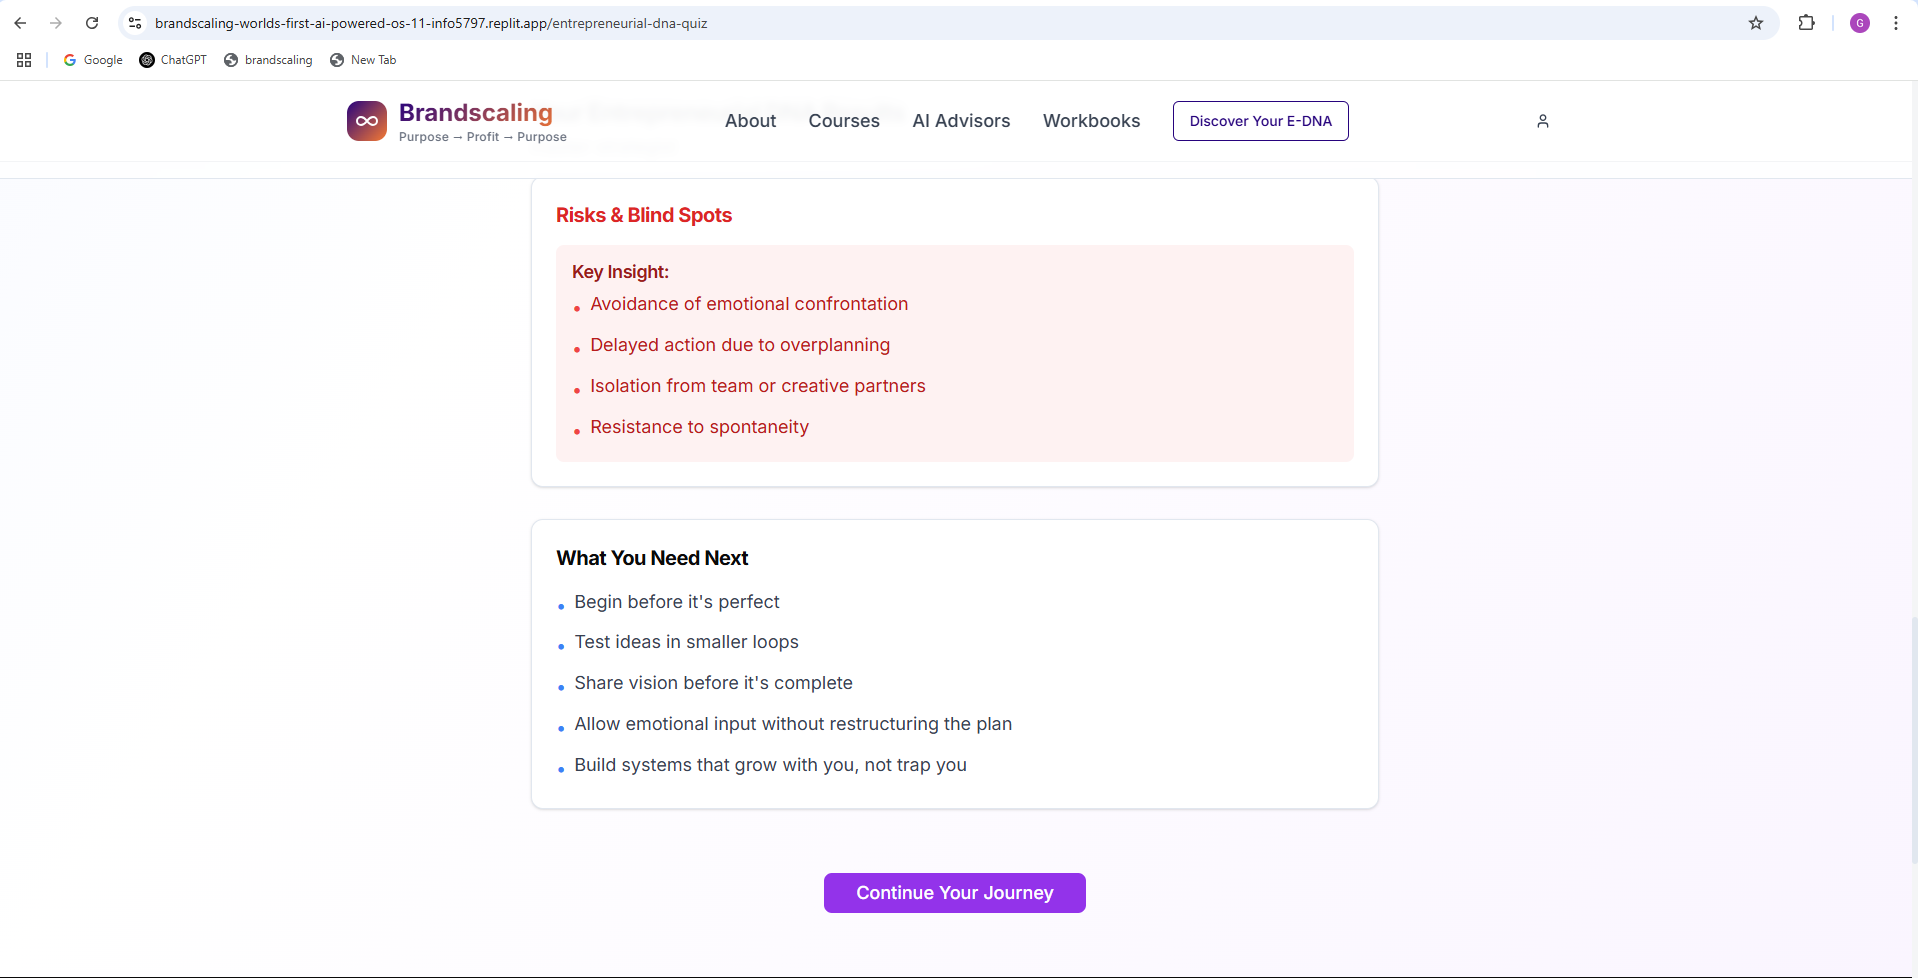 brandscaling-worlds-first-ai-powered-os-11-info5797.replit.app/entrepreneurial-dna-quiz
G
Google
ChatGPT
brandscaling
New Tab
Brandscaling
Purpose → Profit → Purpose
About
Courses
AI Advisors
Workbooks
Discover Your E-DNA
Risks & Blind Spots
Key Insight:
• Avoidance of emotional confrontation
• Delayed action due to overplanning
• Isolation from team or creative partners
• Resistance to spontaneity
What You Need Next
• Begin before it's perfect
• Test ideas in smaller loops
• Share vision before it's complete
• Allow emotional input without restructuring the plan
• Build systems that grow with you, not trap you
Continue Your Journey